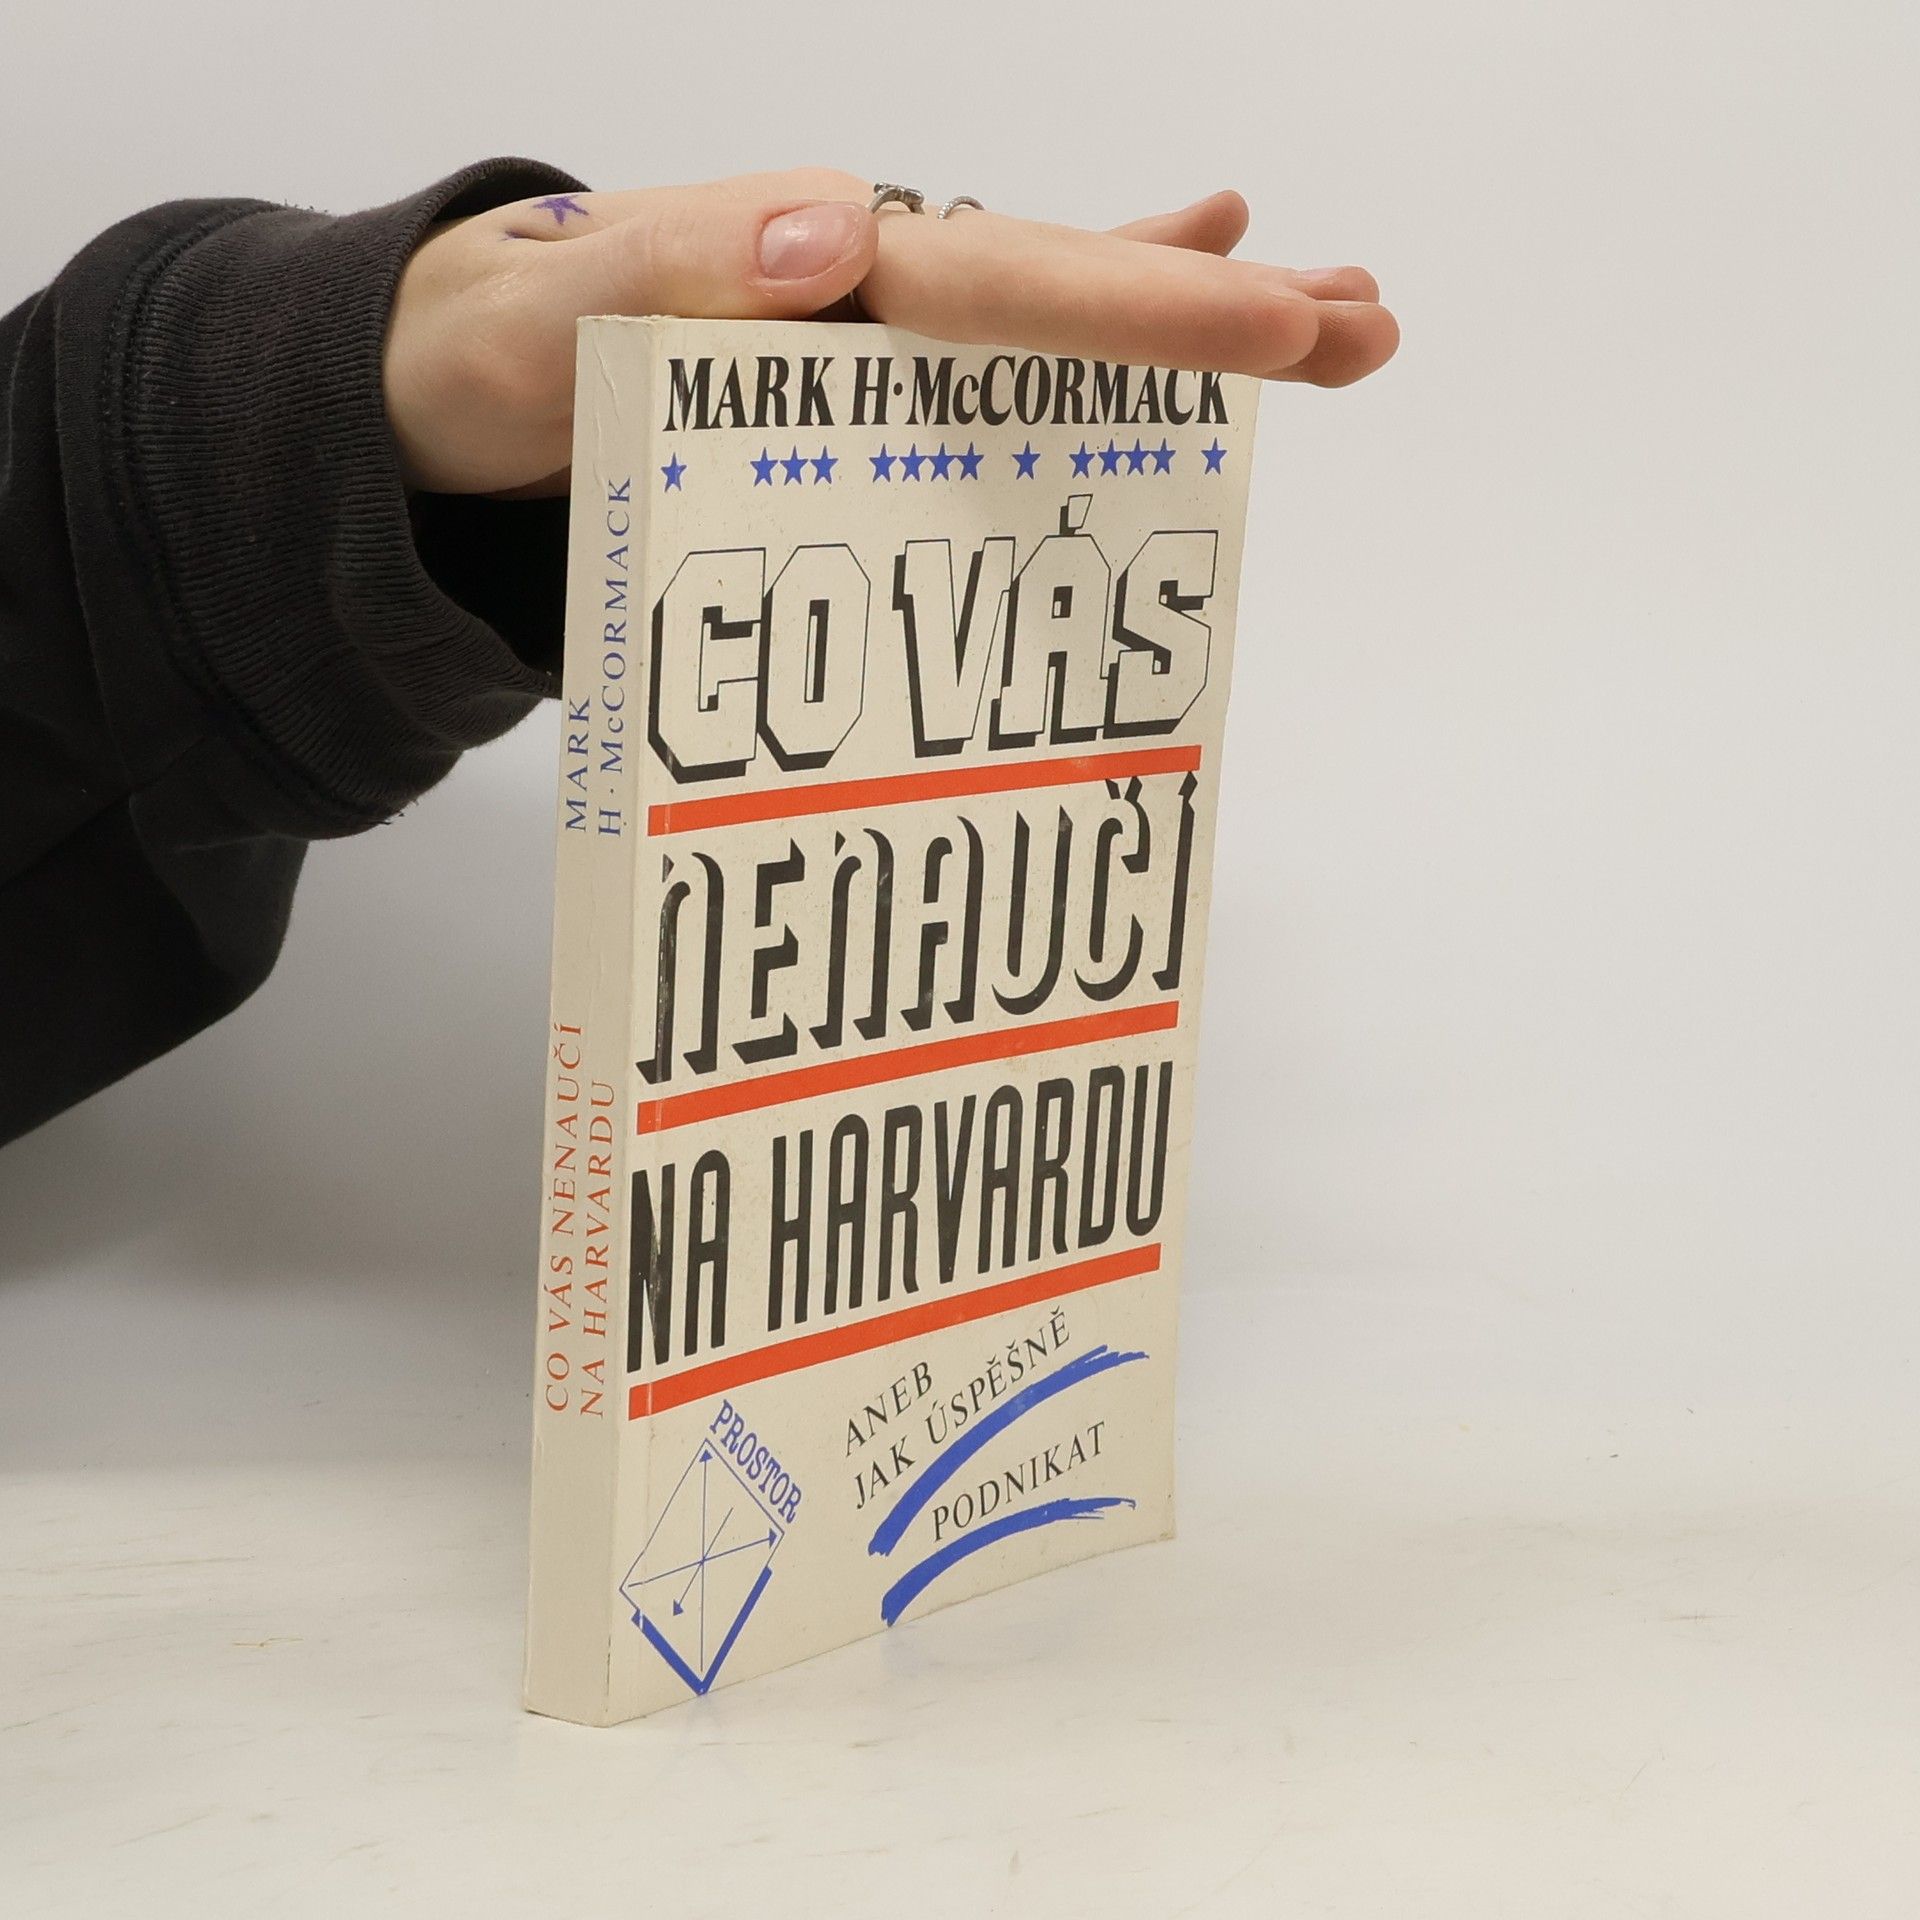 MARK H·McCORMACK
CO VÁS
NENAUČÍ
NA HARVARDU
ANEB
JAK ÚSPĚŠNĚ
PODNIKAT
PROSTOR
MARK
H·McCORMACK
CO VÁS NENAUČÍ
NA HARVARDU